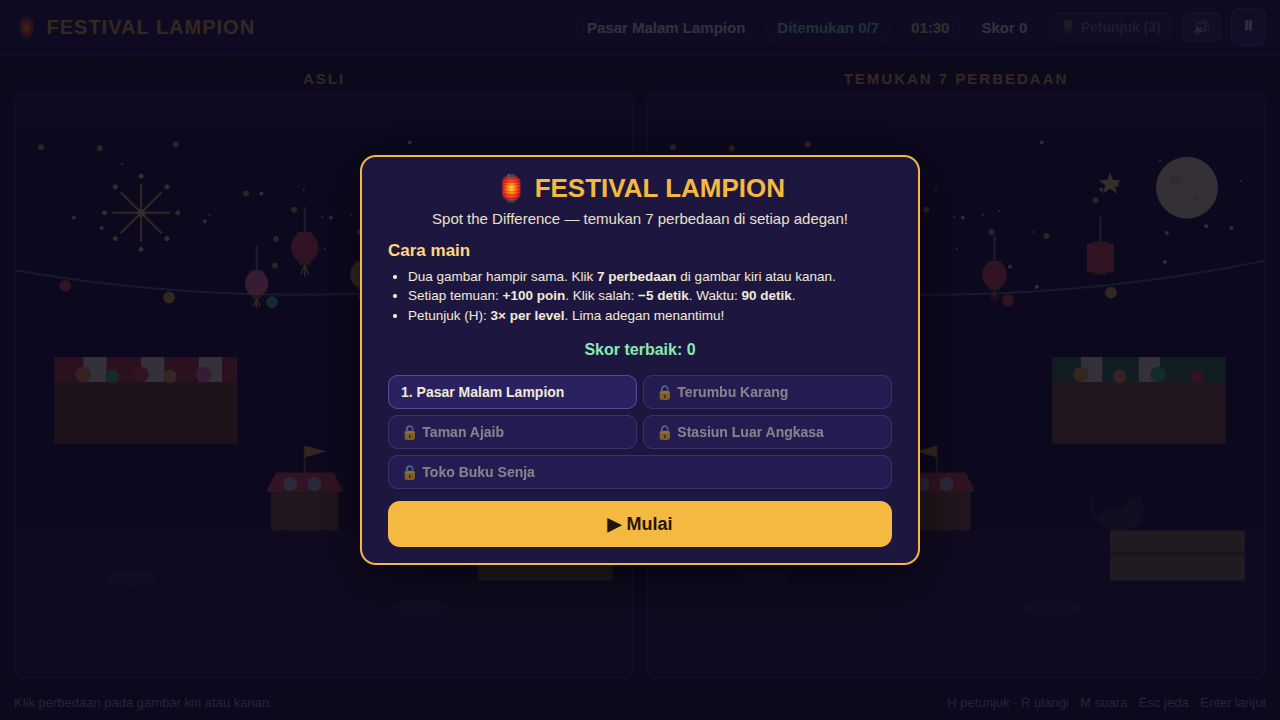 FESTIVAL LAMPION
Pasar Malam Lampion
Ditemukan 0/7
01:30
Skor 0
Petunjuk (3)
ASLI
TEMUKAN 7 PERBEDAAN
FESTIVAL LAMPION
Spot the Difference — temukan 7 perbedaan di setiap adegan!
Cara main
• Dua gambar hampir sama. Klik 7 perbedaan di gambar kiri atau kanan.
• Setiap temuan: +100 poin. Klik salah: −5 detik. Waktu: 90 detik.
• Petunjuk (H): 3× per level. Lima adegan menantimu!
Skor terbaik: 0
1. Pasar Malam Lampion
Terumbu Karang
Taman Ajaib
Stasiun Luar Angkasa
Toko Buku Senja
▶ Mulai
Klik perbedaan pada gambar kiri atau kanan.
H petunjuk · R ulangi · M suara · Esc jeda · Enter lanjut